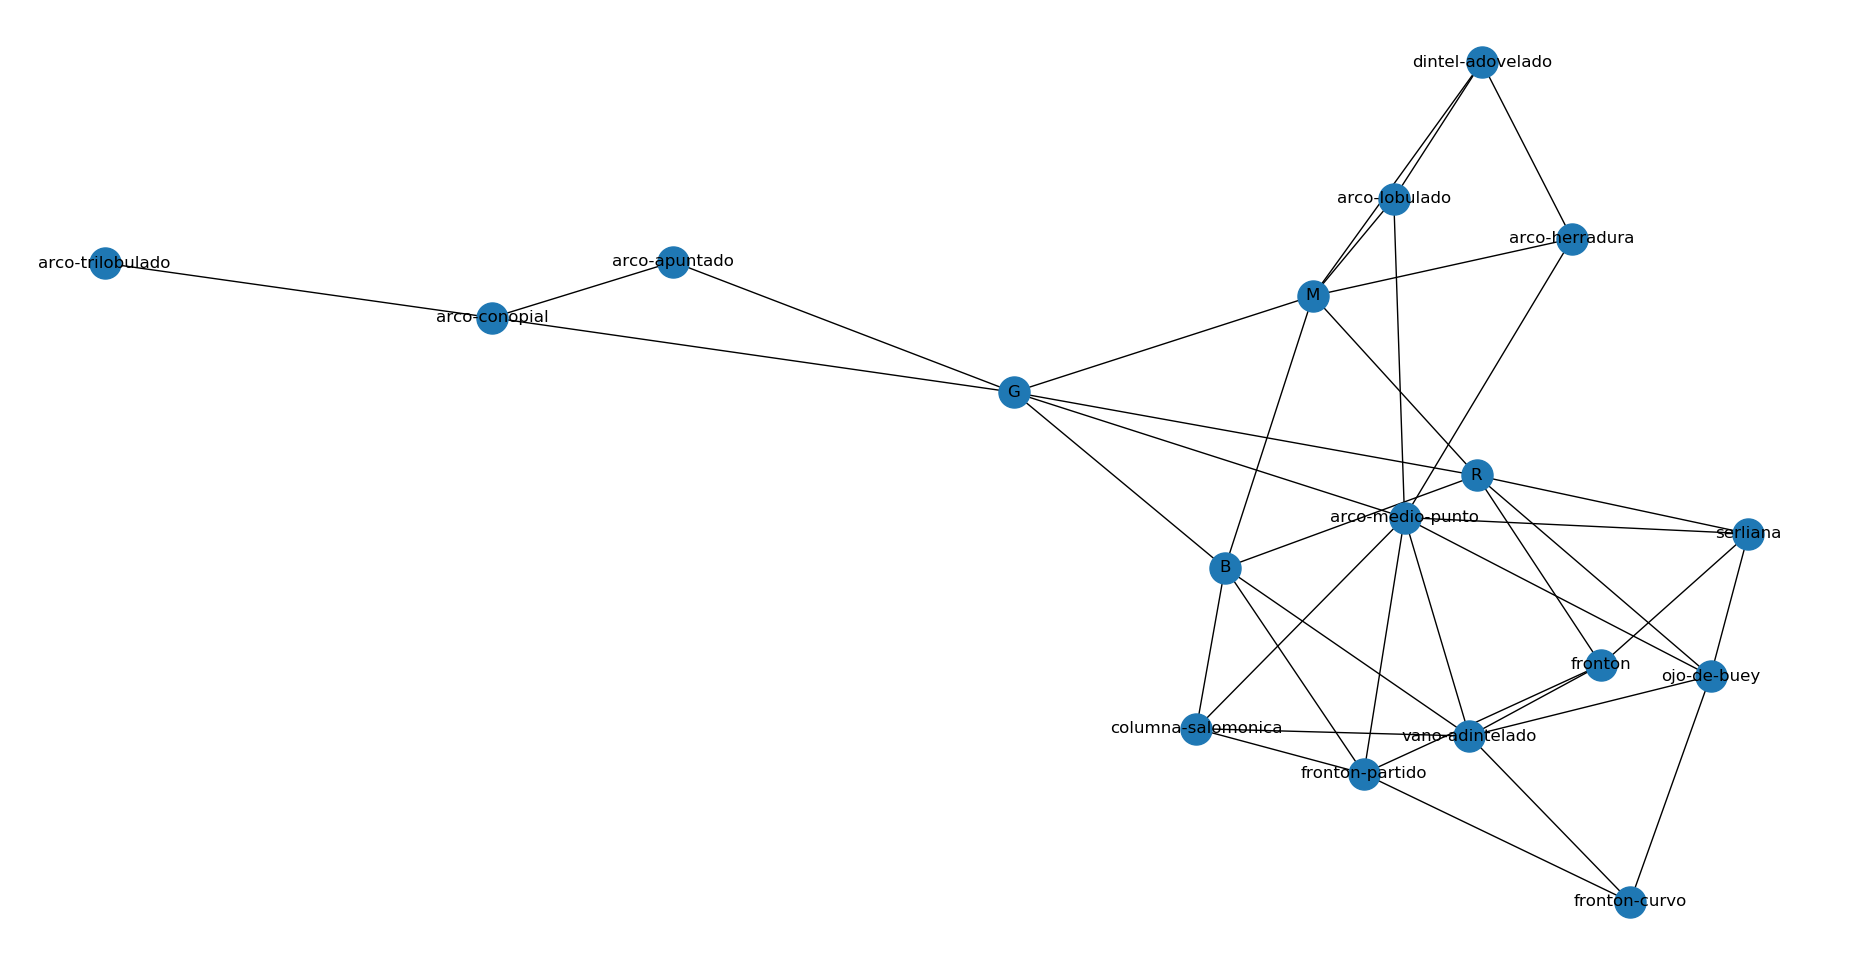 dintel-adovelado
arco-lobulado
arco-herradura
arco-trilobulado
arco-apuntado
M
arco-conopial
G
R
arco-medio-punto
serliana
B
fronton
ojo-de-buey
columna-salomonica
vano-adintelado
fronton-partido
fronton-curvo